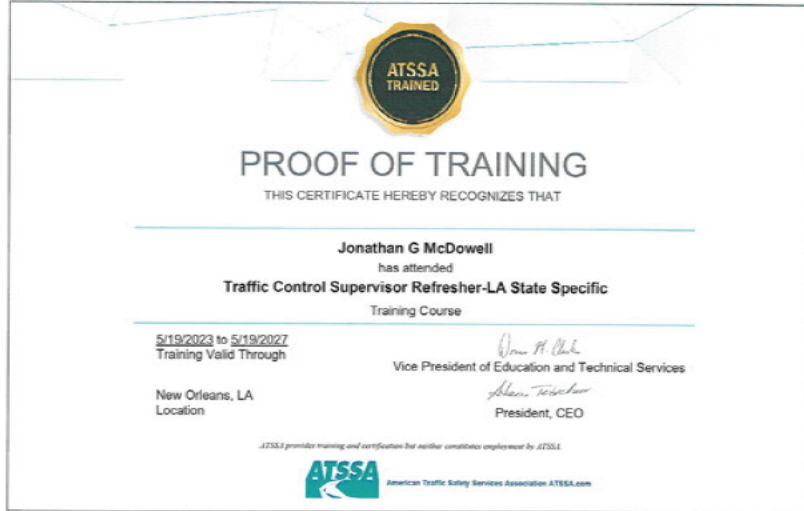 ATSSA
TRAINED
PROOF OF TRAINING
THIS CERTIFICATE HEREBY RECOGNIZES THAT
Jonathan G McDowell
has attended
Traffic Control Supervisor Refresher-LA State Specific
Training Course
5/19/2023 to 5/19/2027
Training Valid Through
Vice President of Education and Technical Services
New Orleans, LA
Location
President, CEO
ATSSA provides training and certification but neither constitutes employment by ATSSA.
ATSSA
American Traffic Safety Services Association ATSSA.com